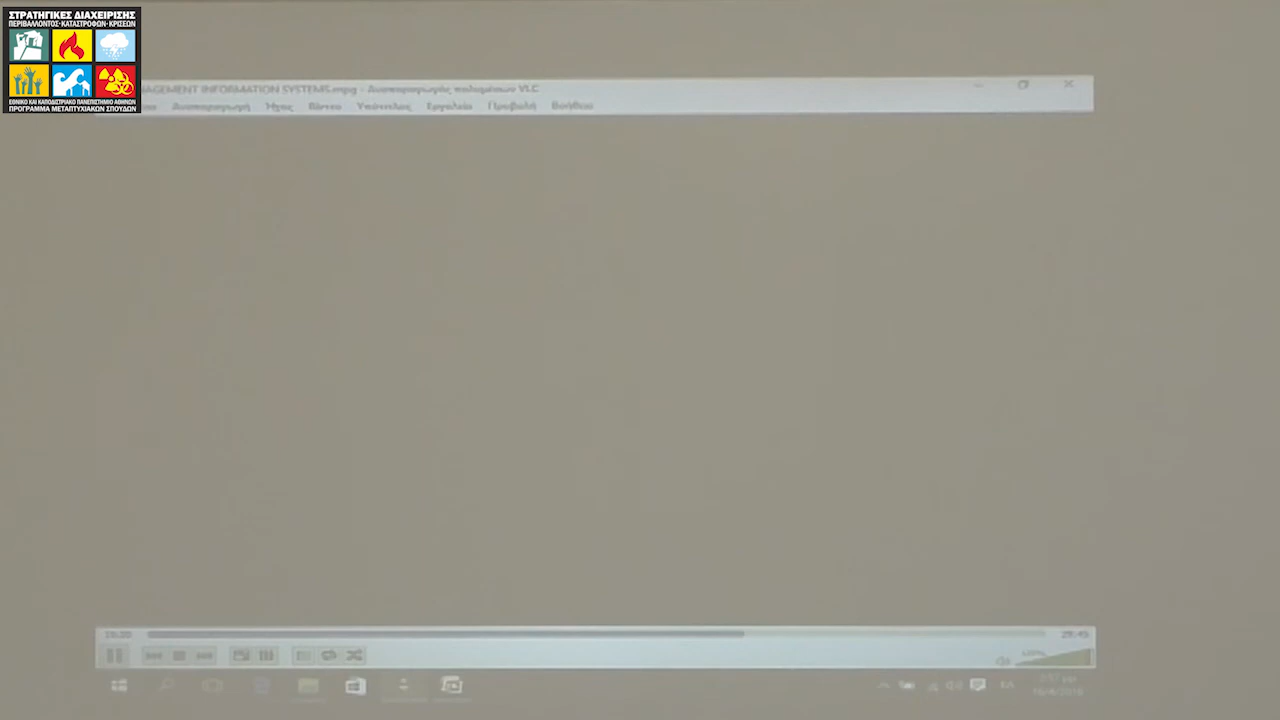 ΣΤΡΑΤΗΓΙΚΕΣ ΔΙΑΧΕΙΡΙΣΗΣ
ΠΕΡΙΒΑΛΛΟΝΤΟΣ·ΚΑΤΑΣΤΡΟΦΩΝ·ΚΡΙΣΕΩΝ
ΕΘΝΙΚΟ ΚΑΙ ΚΑΠΟΔΙΣΤΡΙΑΚΟ ΠΑΝΕΠΙΣΤΗΜΙΟ ΑΘΗΝΩΝ
ΠΡΟΓΡΑΜΜΑ ΜΕΤΑΠΤΥΧΙΑΚΩΝ ΣΠΟΥΔΩΝ
NAGEMENT INFORMATION SYSTEMS.mpg - Αναπαραγωγός πολυμέσων VLC
Αναπαραγωγή Ήχος Βίντεο Υπότιτλος Εργαλεία Προβολή Βοήθεια